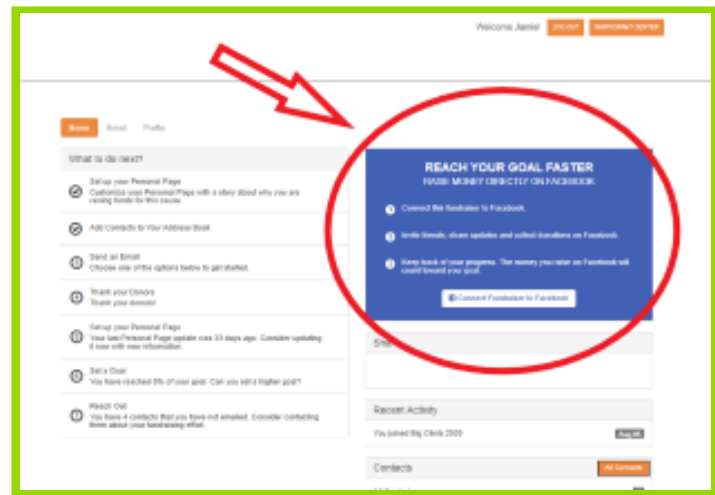 Welcome Jamie! LOG OUT PARTICIPANT CENTER
Home Email Profile
What to do next?
Set up your Personal Page
Customize your Personal Page with a story about why you are
raising funds for this cause.
Add Contacts to Your Address Book
Send an Email
Choose one of the options below to get started.
Thank your Donors
Thank your donors!
Set up your Personal Page
Your last Personal Page update was 33 days ago. Consider updating
it now with new information.
Set a Goal
You have reached 0% of your goal. Can you set a higher goal?
Reach Out
You have 4 contacts that you have not emailed. Consider contacting
them about your fundraising effort.
REACH YOUR GOAL FASTER
RAISE MONEY DIRECTLY ON FACEBOOK
Connect this fundraiser to Facebook.
Invite friends, share updates and collect donations on Facebook.
Keep track of your progress. The money you raise on Facebook will
count toward your goal.
Connect Fundraiser to Facebook
Recent Activity
You joined Big Climb 2020
Contacts All Contacts